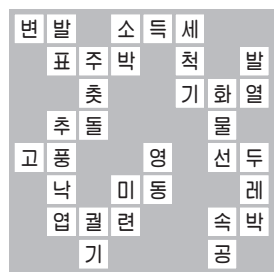 변 발 소 득 세
표 주 박 척 발
춧 기 화 열
추 돌 물
고 풍 영 선 두
낙 미 동 레
엽 궐 련 속 박
기 공